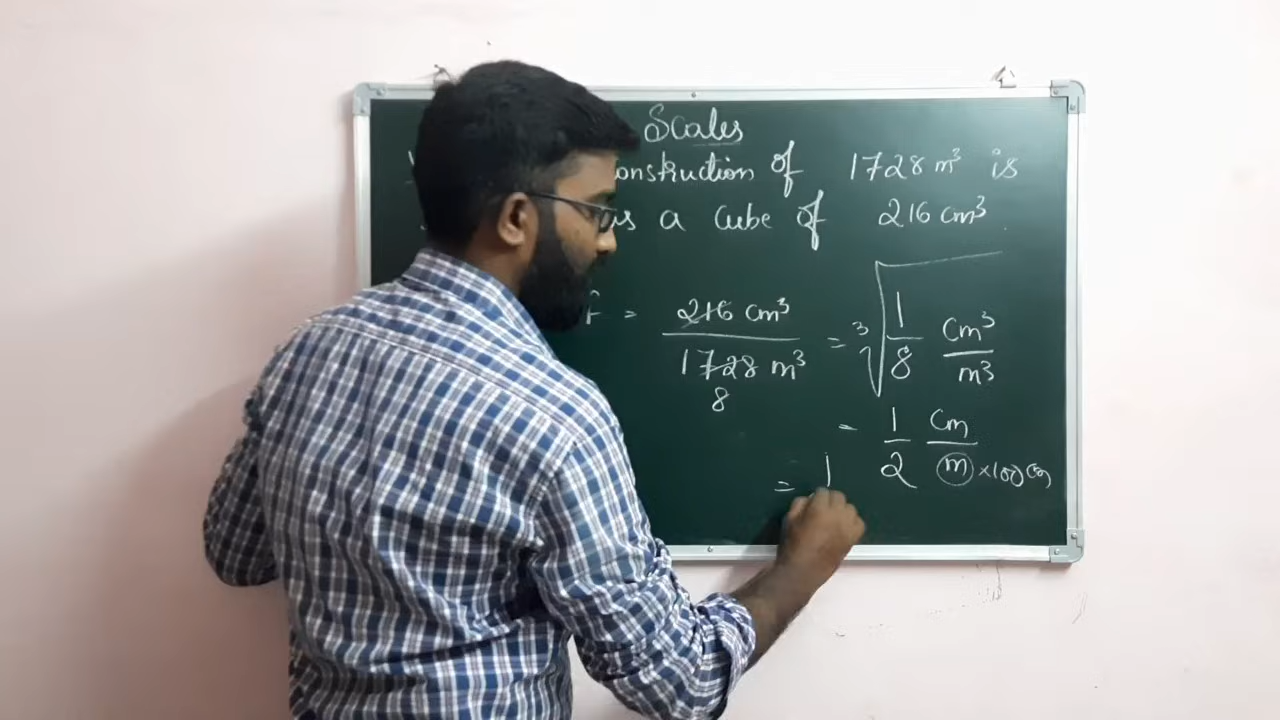 Scales
onstruction of 1728 m³ is
us a Cube of 216 cm³
f = 216 cm³ / 1728 m³ = ³√ 1/8 cm³/m³
8
= 1/2 cm/m ×100 cm
= 1